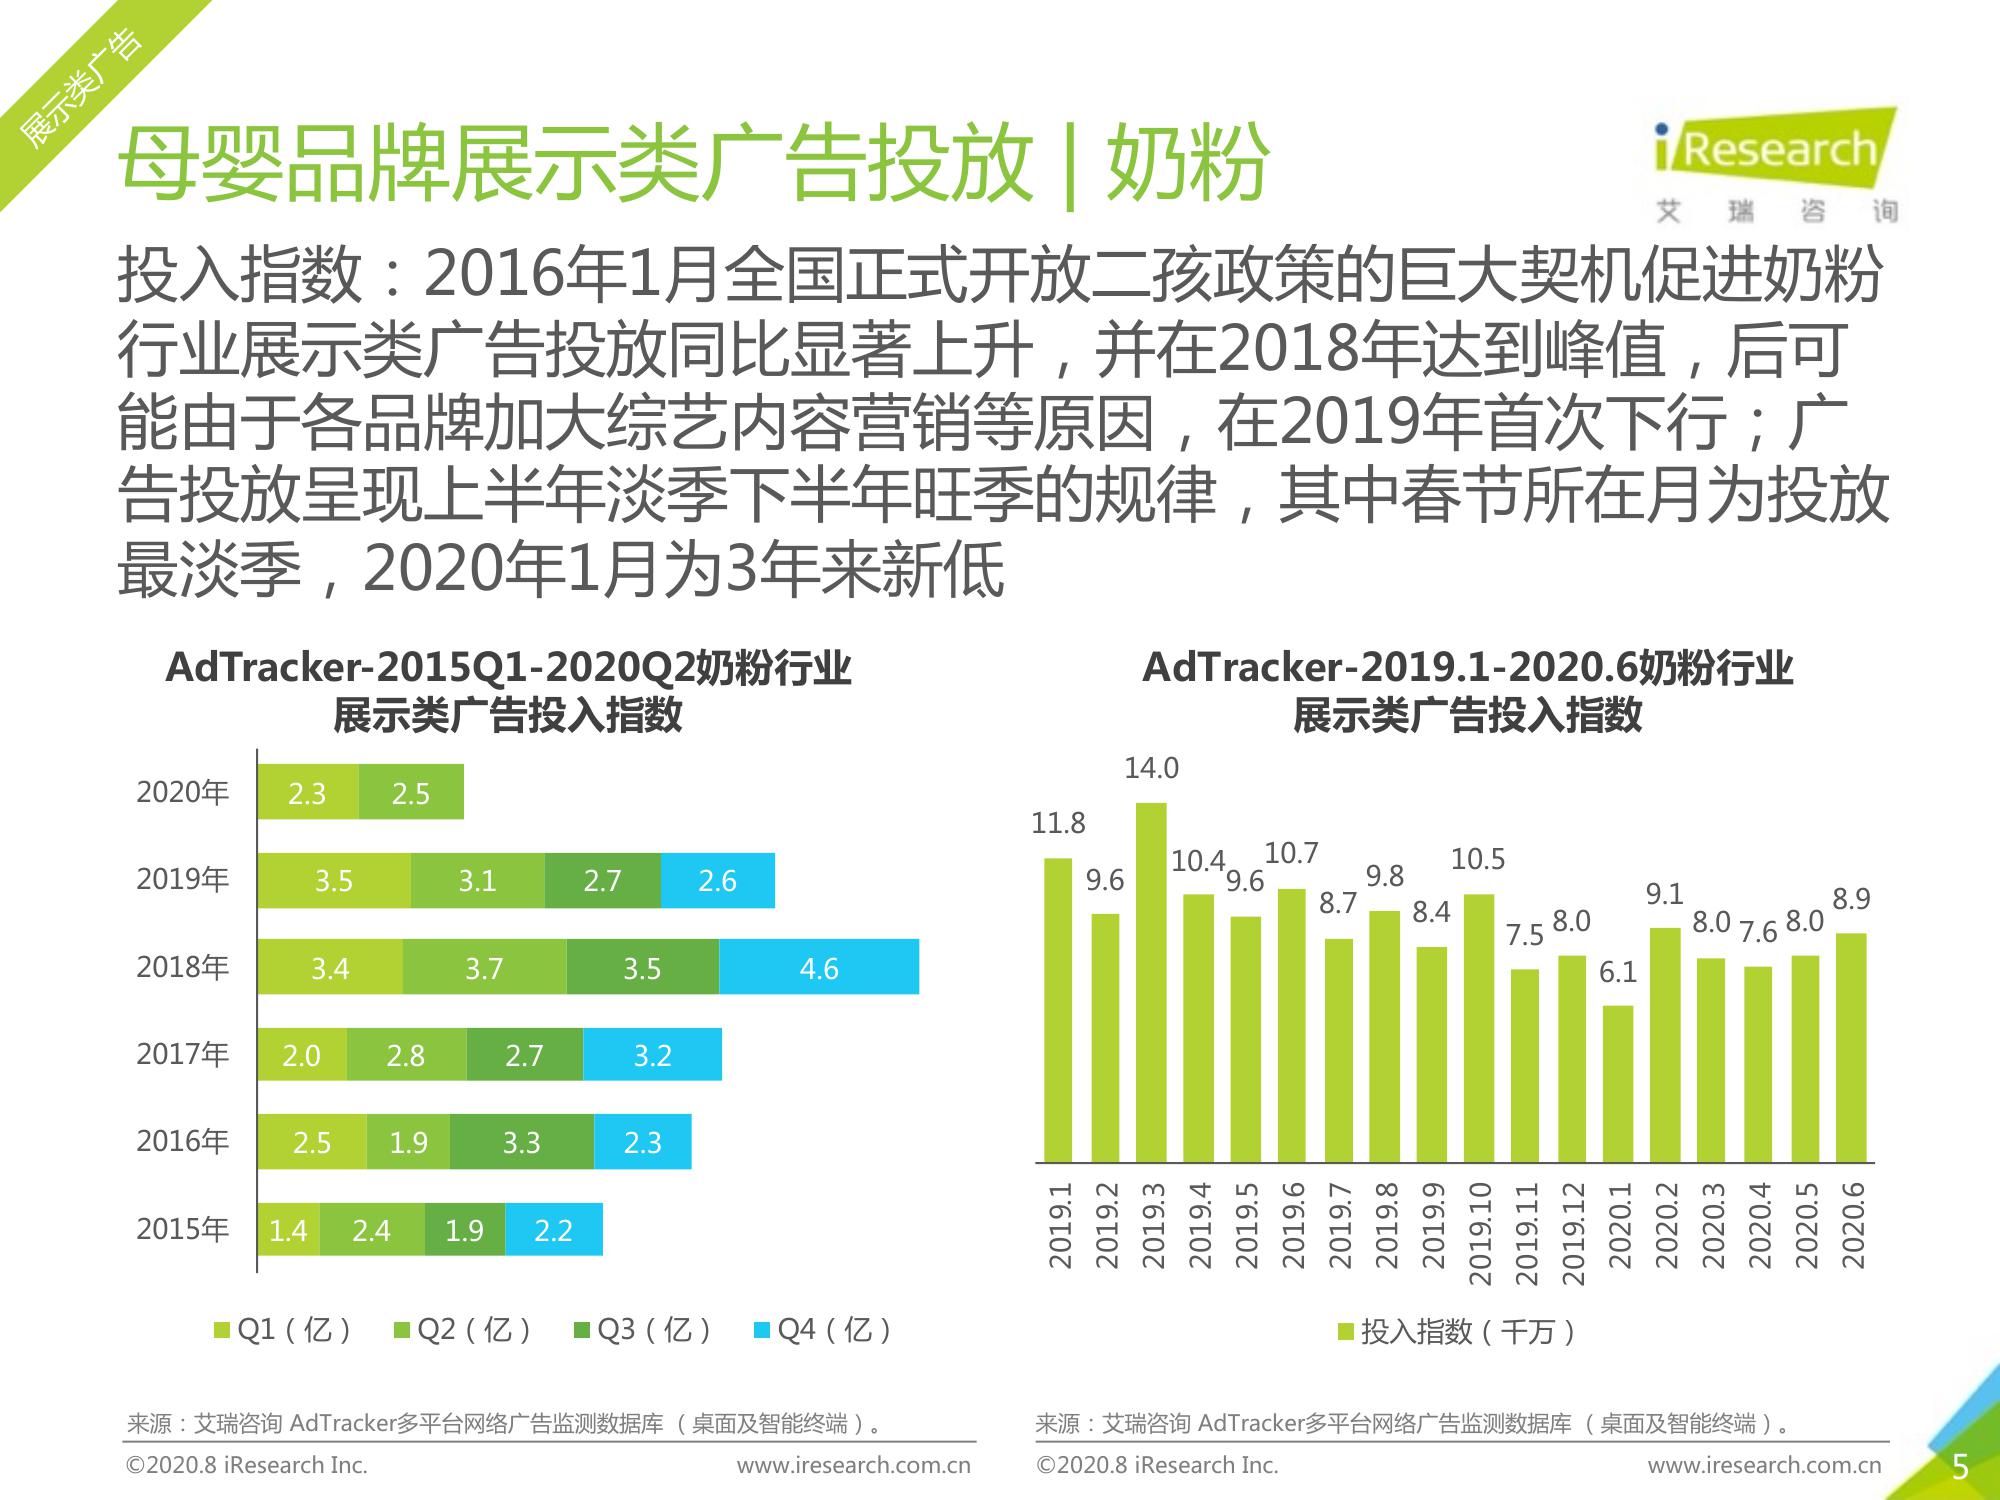 展示类广告
母婴品牌展示类广告投放 | 奶粉
iResearch
艾 瑞 咨 询
投入指数：2016年1月全国正式开放二孩政策的巨大契机促进奶粉
行业展示类广告投放同比显著上升，并在2018年达到峰值，后可
能由于各品牌加大综艺内容营销等原因，在2019年首次下行；广
告投放呈现上半年淡季下半年旺季的规律，其中春节所在月为投放
最淡季，2020年1月为3年来新低
AdTracker-2015Q1-2020Q2奶粉行业
展示类广告投入指数
2020年 2.3 2.5
2019年 3.5 3.1 2.7 2.6
2018年 3.4 3.7 3.5 4.6
2017年 2.0 2.8 2.7 3.2
2016年 2.5 1.9 3.3 2.3
2015年 1.4 2.4 1.9 2.2
Q1（亿） Q2（亿） Q3（亿） Q4（亿）
来源：艾瑞咨询 AdTracker多平台网络广告监测数据库 （桌面及智能终端）。
©2020.8 iResearch Inc. www.iresearch.com.cn
AdTracker-2019.1-2020.6奶粉行业
展示类广告投入指数
11.8 9.6 14.0 10.4 9.6 10.7 8.7 9.8 8.4 10.5 7.5 8.0 6.1 9.1 8.0 7.6 8.0 8.9
2019.1 2019.2 2019.3 2019.4 2019.5 2019.6 2019.7 2019.8 2019.9 2019.10 2019.11 2019.12 2020.1 2020.2 2020.3 2020.4 2020.5 2020.6
投入指数（千万）
来源：艾瑞咨询 AdTracker多平台网络广告监测数据库 （桌面及智能终端）。
©2020.8 iResearch Inc. www.iresearch.com.cn
5